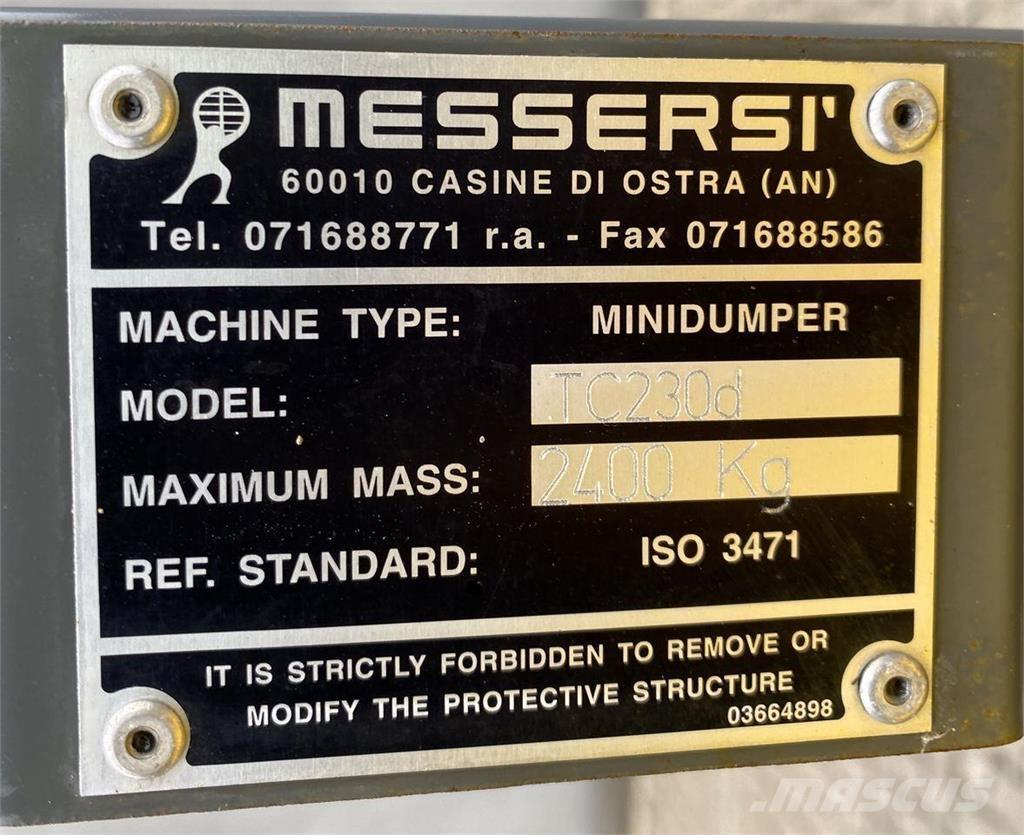 MESSERSI'
60010 CASINE DI OSTRA (AN)
Tel. 071688771 r.a. - Fax 071688586
MACHINE TYPE: MINIDUMPER
MODEL: TC230d
MAXIMUM MASS: 2400 Kg
REF. STANDARD: ISO 3471
IT IS STRICTLY FORBIDDEN TO REMOVE OR
MODIFY THE PROTECTIVE STRUCTURE
03664898
MASCUS